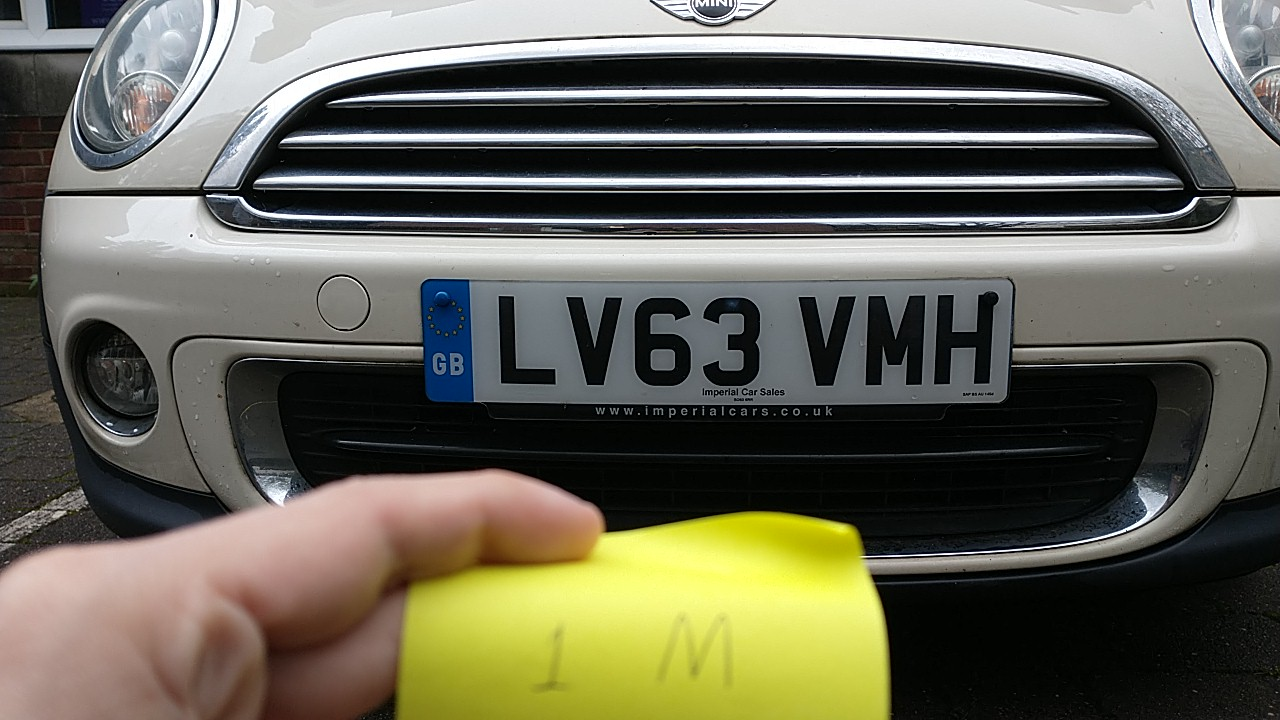 MINI
GB LV63 VMH
Imperial Car Sales
www.imperialcars.co.uk
1 M